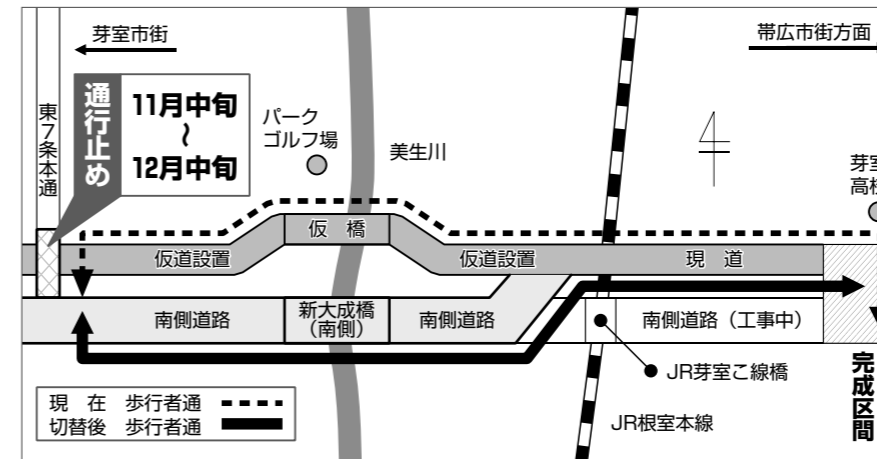 芽室市街
帯広市街方面
東7条本通
通行止め
11月中旬
～
12月中旬
パーク
ゴルフ場
美生川
芽室
高校
仮 橋
仮道設置
仮道設置
現 道
南側道路
新大成橋
（南側）
南側道路
南側道路（工事中）
JR芽室こ線橋
JR根室本線
完成区間
現 在 歩行者通
切替後 歩行者通